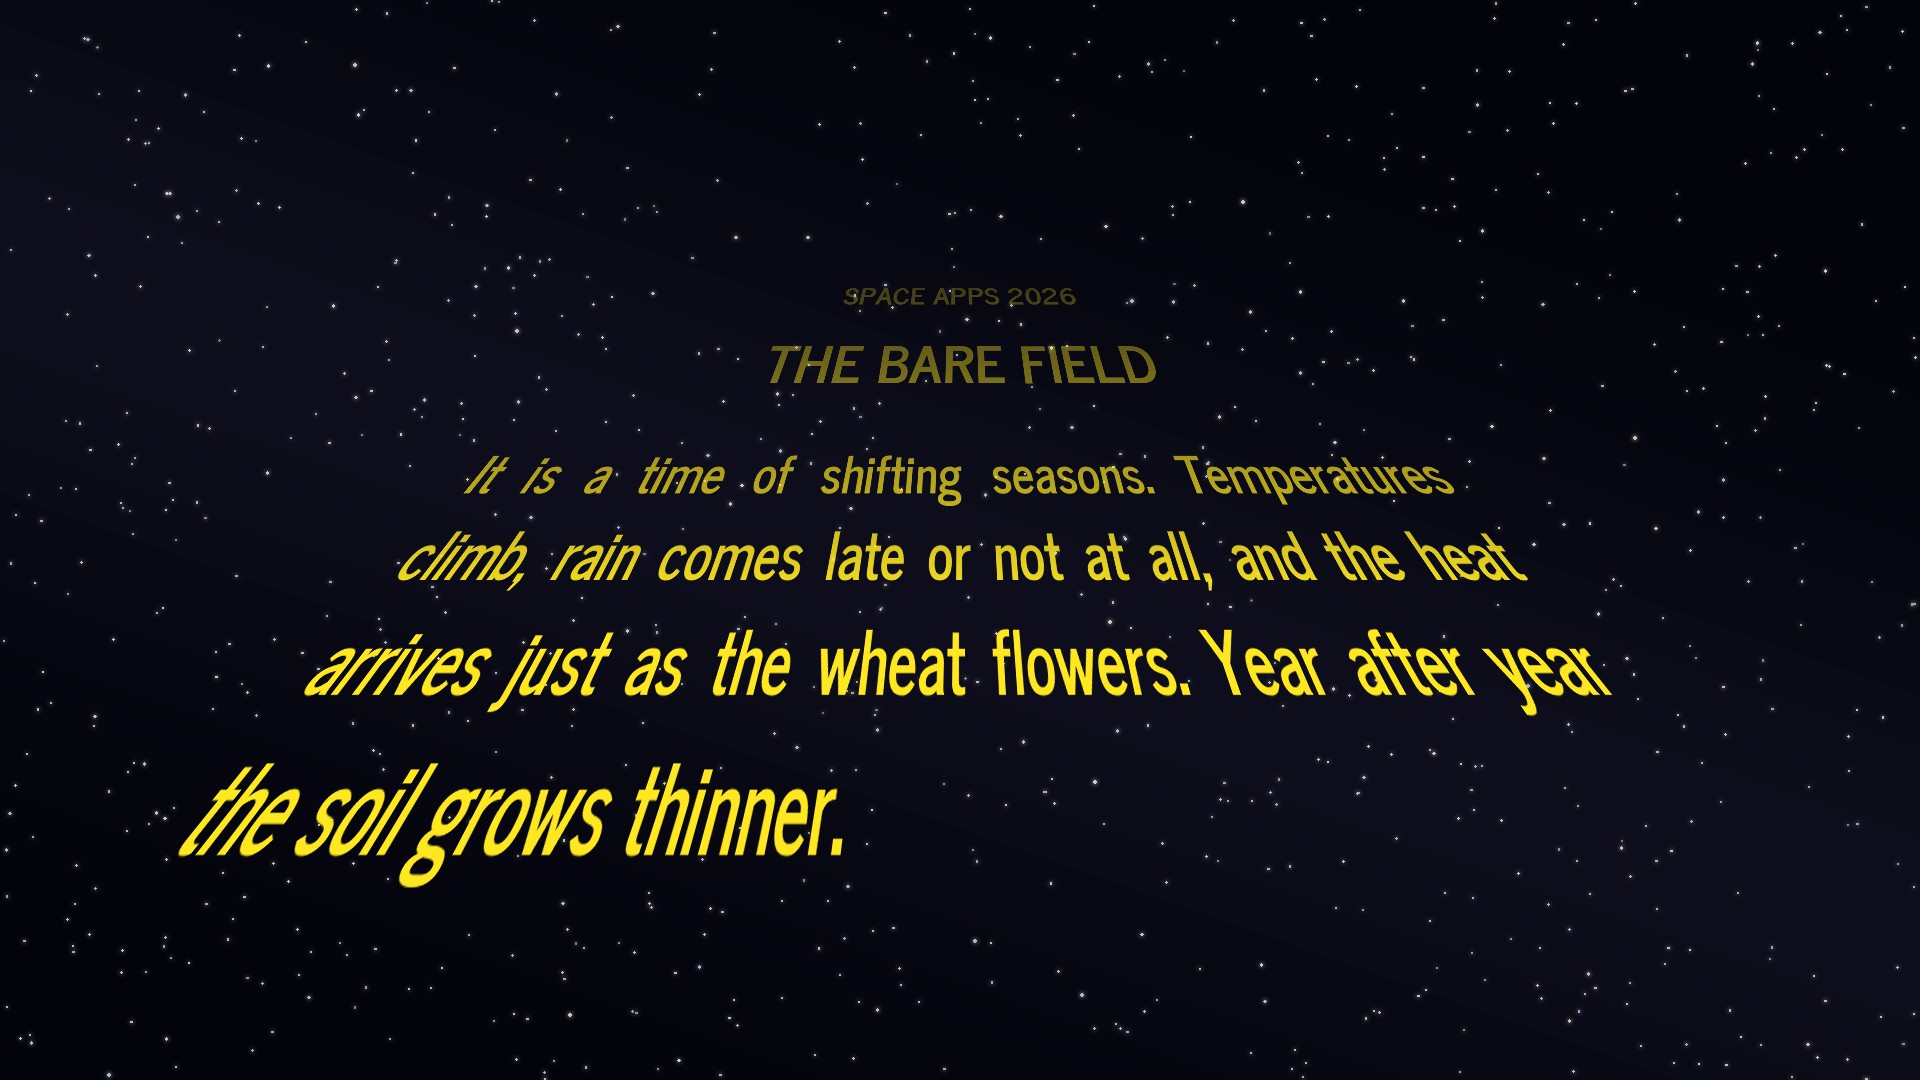 SPACE APPS 2026
THE BARE FIELD
It is a time of shifting seasons. Temperatures
climb, rain comes late or not at all, and the heat
arrives just as the wheat flowers. Year after year
the soil grows thinner.